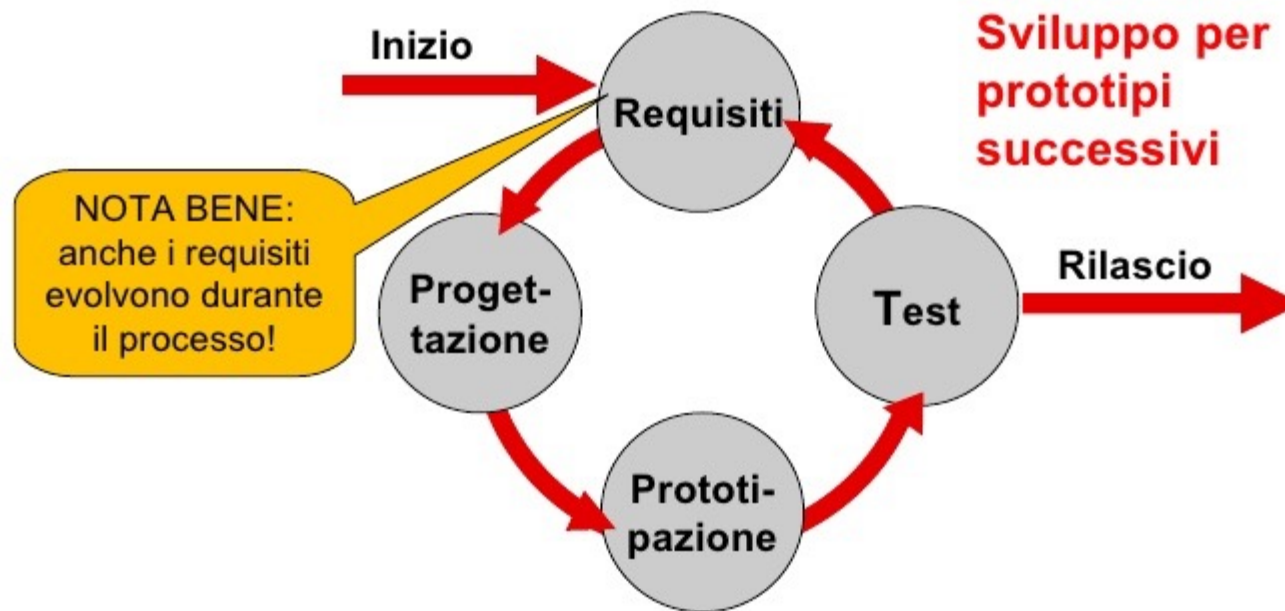 Inizio
Sviluppo per
prototipi
successivi
Requisiti
NOTA BENE:
anche i requisiti
evolvono durante
il processo!
Proget-
tazione
Test
Rilascio
Prototi-
pazione